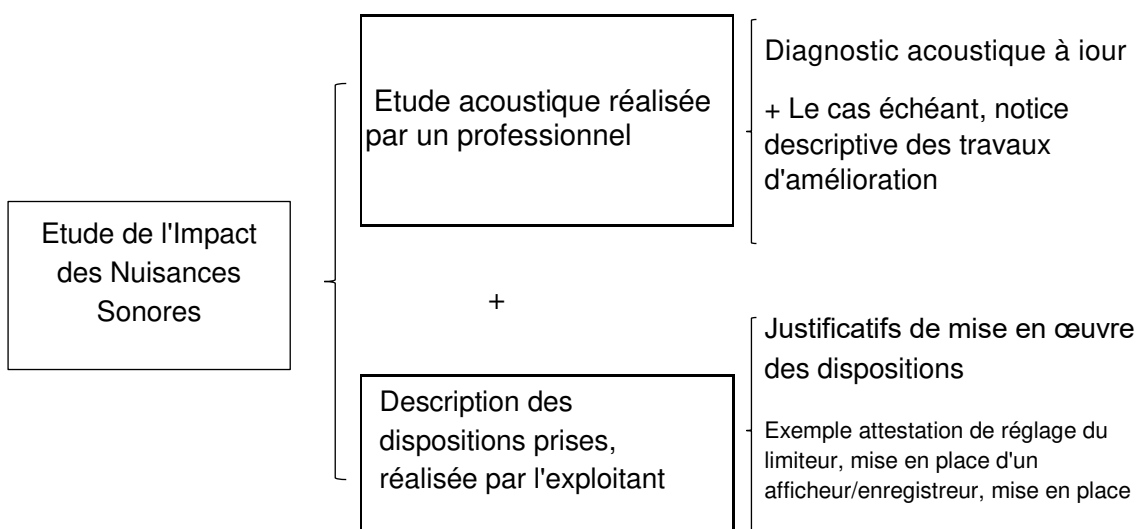 Etude de l'Impact
des Nuisances
Sonores
Etude acoustique réalisée
par un professionnel
+
Description des
dispositions prises,
réalisée par l'exploitant
Diagnostic acoustique à iour
+ Le cas échéant, notice
descriptive des travaux
d'amélioration
Justificatifs de mise en œuvre
des dispositions
Exemple attestation de réglage du
limiteur, mise en place d'un
afficheur/enregistreur, mise en place